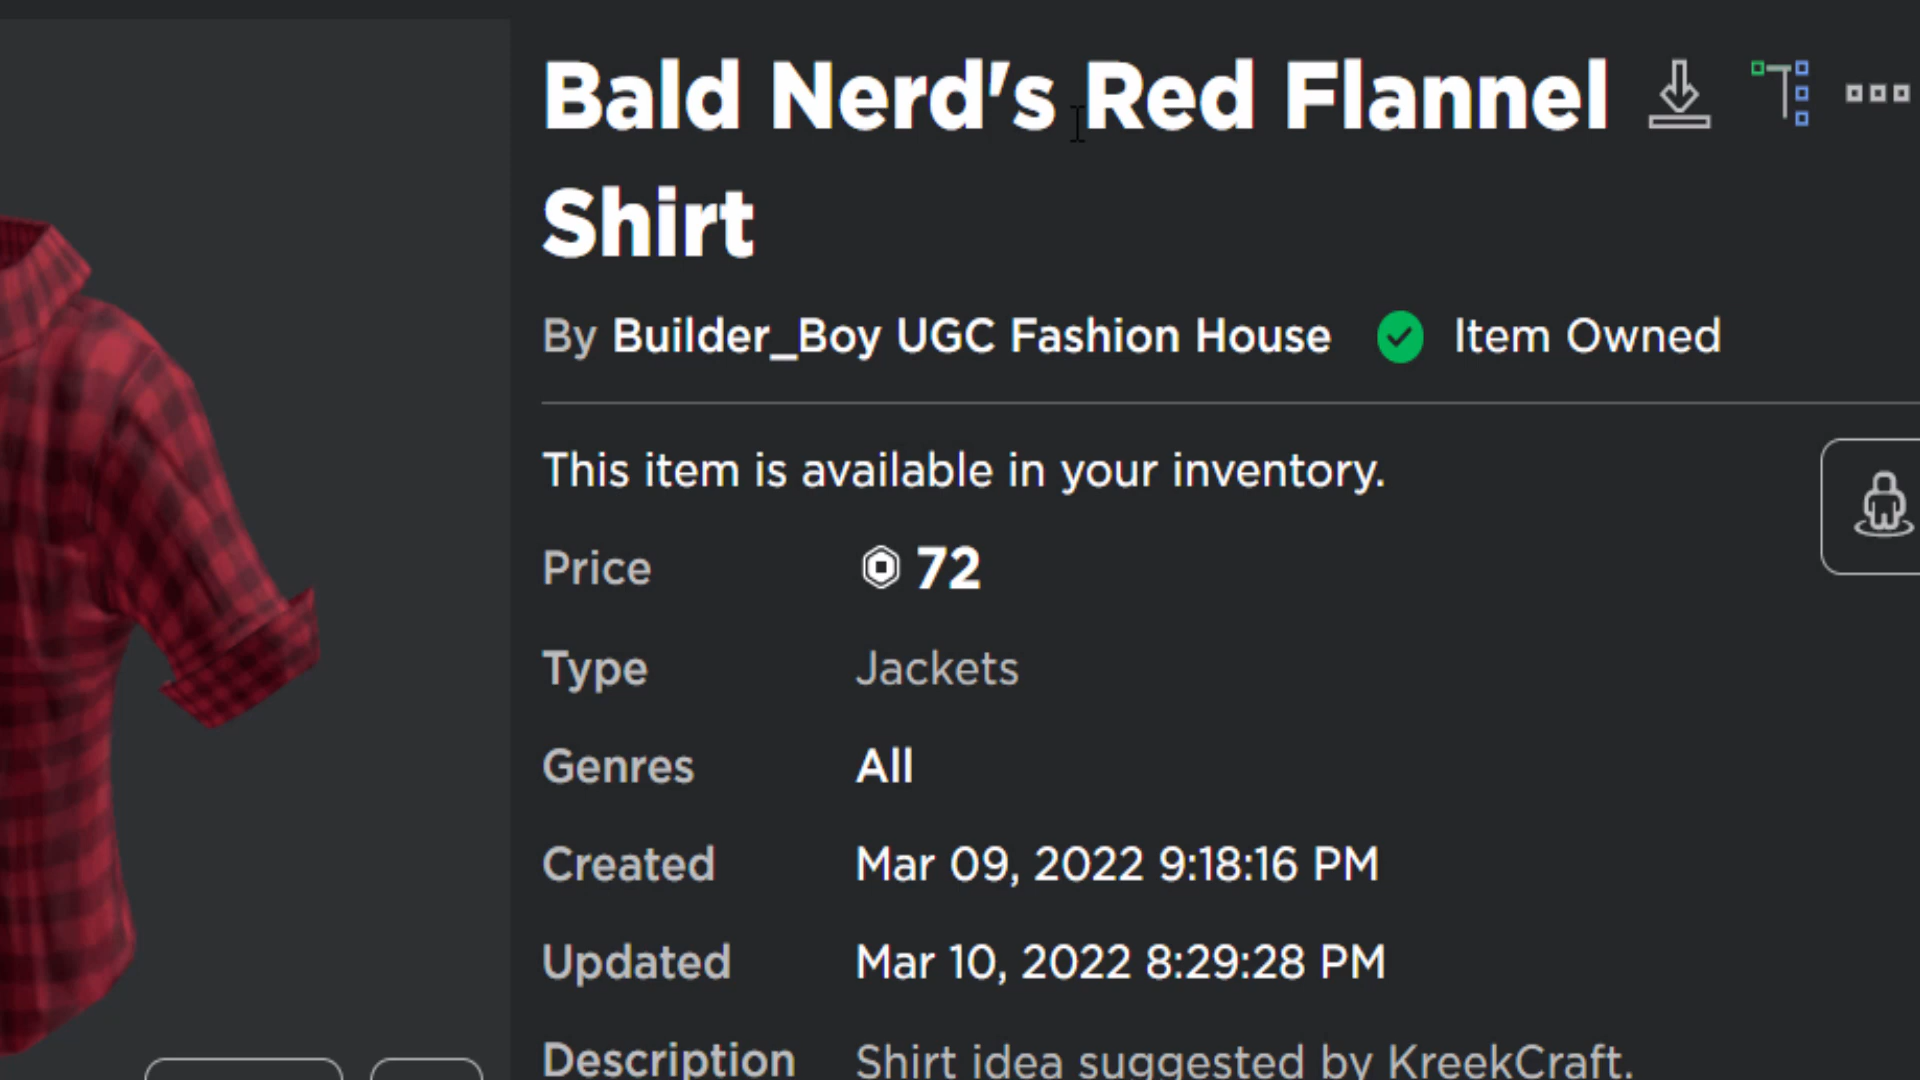 Bald Nerd's Red Flannel
Shirt
By Builder_Boy UGC Fashion House Item Owned
This item is available in your inventory.
Price 72
Type Jackets
Genres All
Created Mar 09, 2022 9:18:16 PM
Updated Mar 10, 2022 8:29:28 PM
Description Shirt idea suggested by KreekCraft.